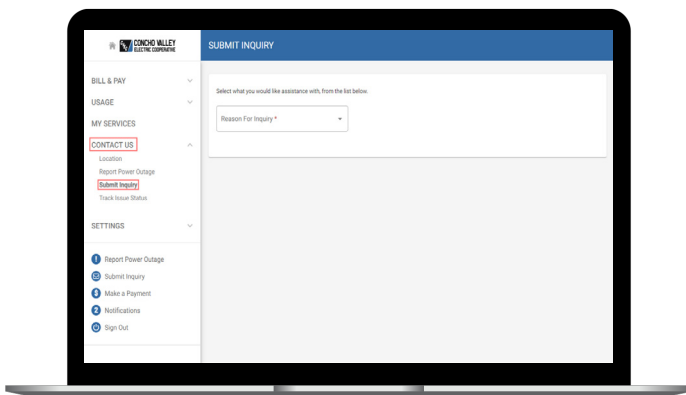 CONCHO VALLEY
ELECTRIC COOPERATIVE
SUBMIT INQUIRY
BILL & PAY
USAGE
MY SERVICES
CONTACT US
Location
Report Power Outage
Submit Inquiry
Track Issue Status
SETTINGS
! Report Power Outage
Submit Inquiry
$ Make a Payment
2 Notifications
Sign Out
Select what you would like assistance with, from the list below.
Reason For Inquiry *